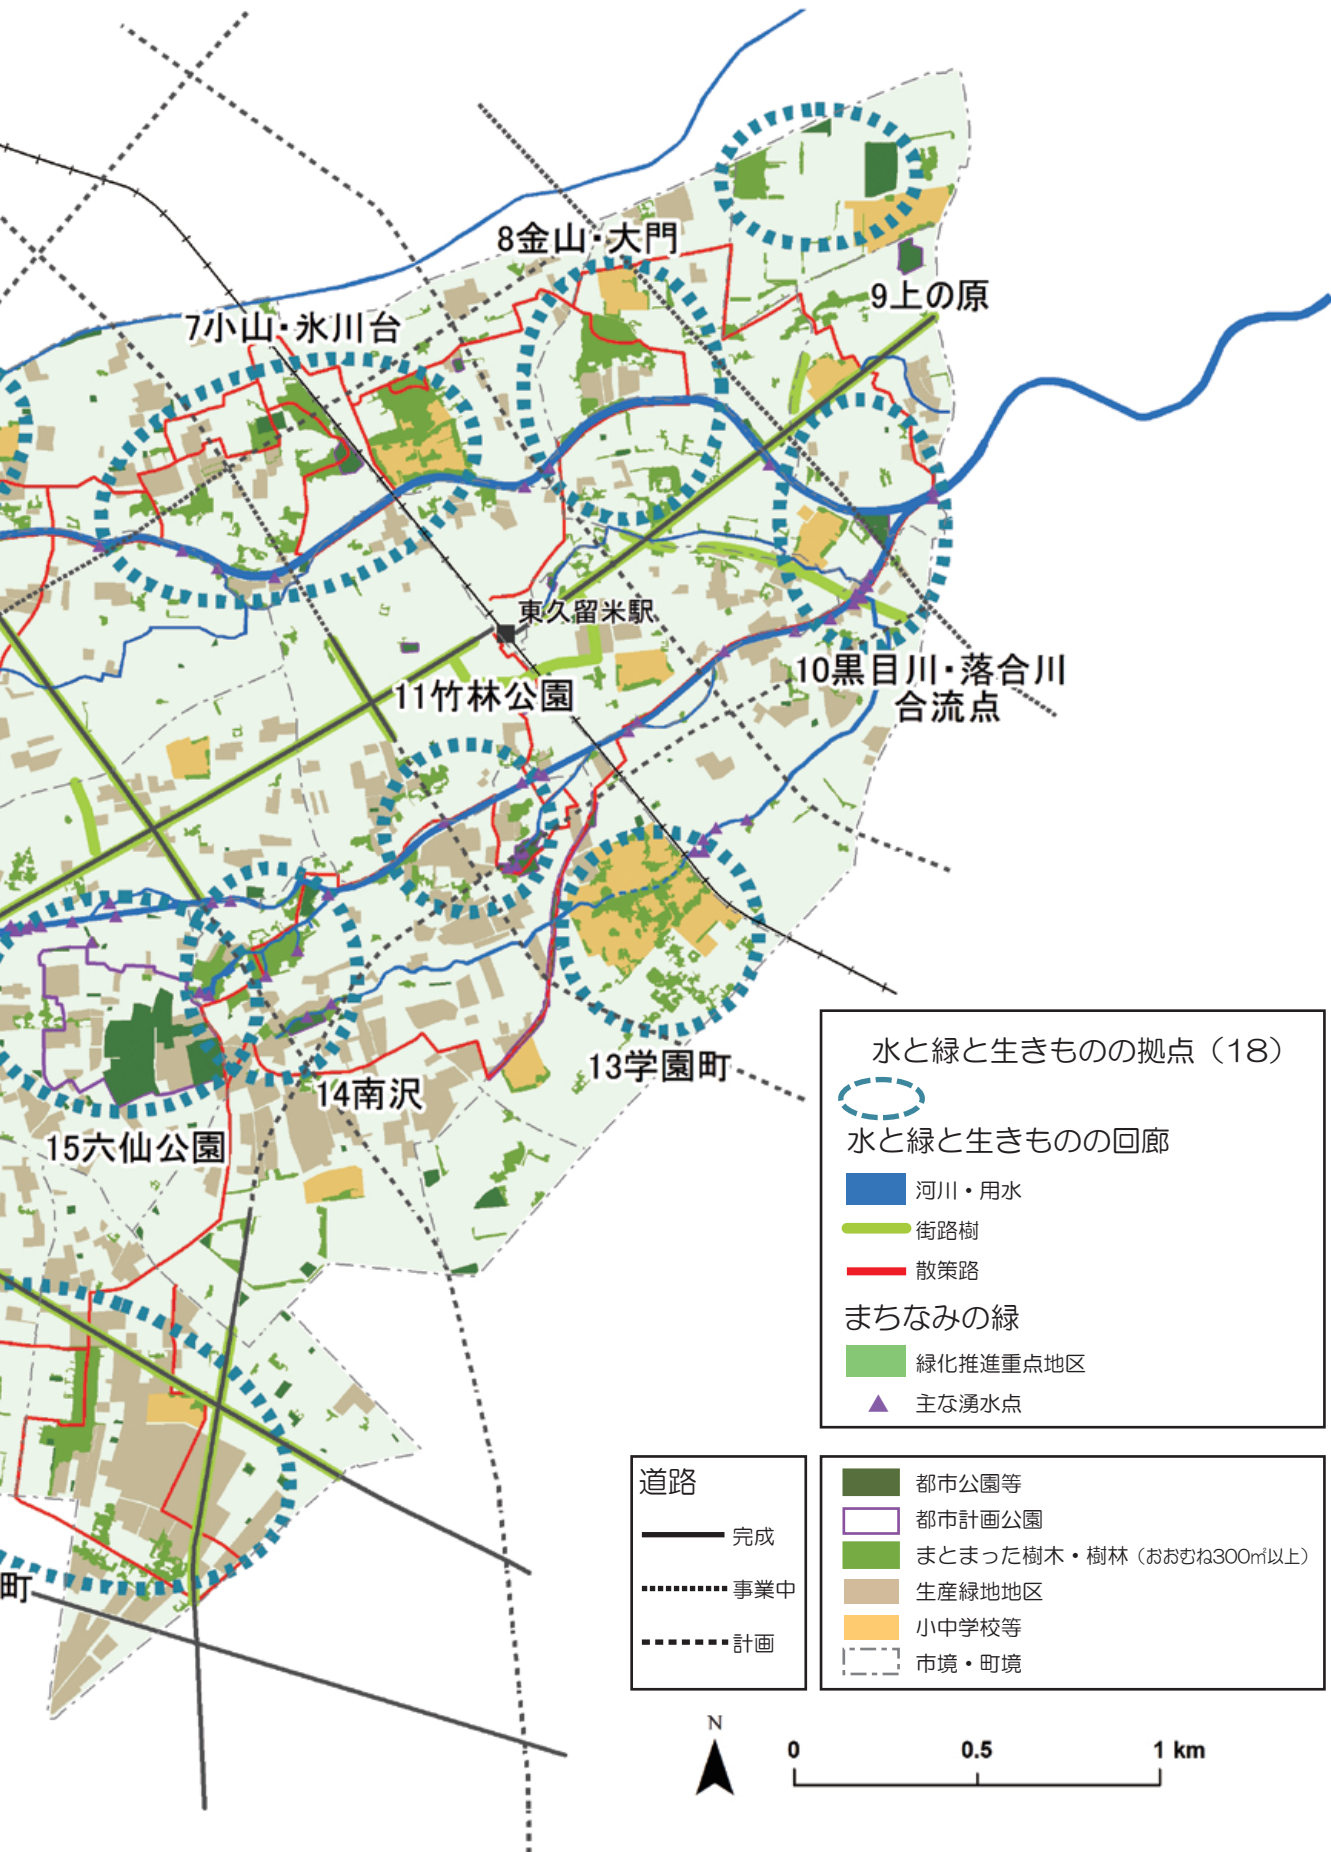 8金山・大門
9上の原
7小山・氷川台
東久留米駅
10黒目川・落合川
合流点
11竹林公園
13学園町
14南沢
15六仙公園
町
水と緑と生きものの拠点（18）
水と緑と生きものの回廊
河川・用水
街路樹
散策路
まちなみの緑
緑化推進重点地区
主な湧水点
道路
完成
事業中
計画
都市公園等
都市計画公園
まとまった樹木・樹林（おおむね300㎡以上）
生産緑地地区
小中学校等
市境・町境
N
0 0.5 1 km